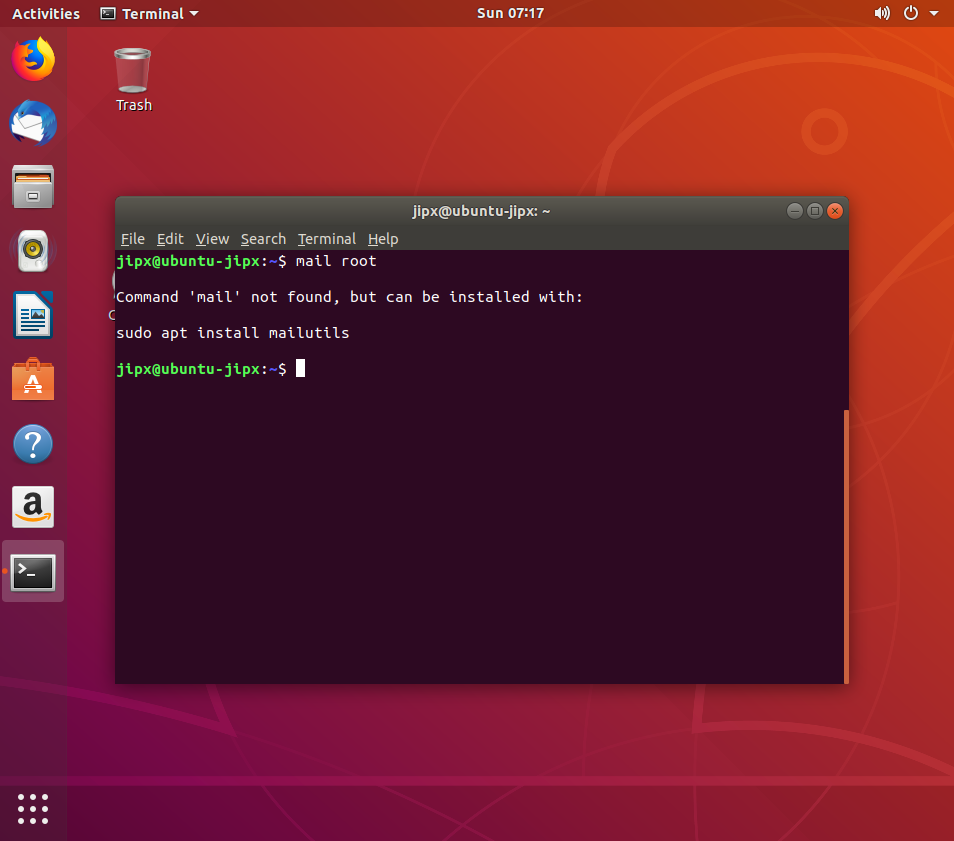 Activities Terminal Sun 07:17
Trash
jipx@ubuntu-jipx: ~
File Edit View Search Terminal Help
jipx@ubuntu-jipx:~$ mail root
Command 'mail' not found, but can be installed with:
sudo apt install mailutils
jipx@ubuntu-jipx:~$